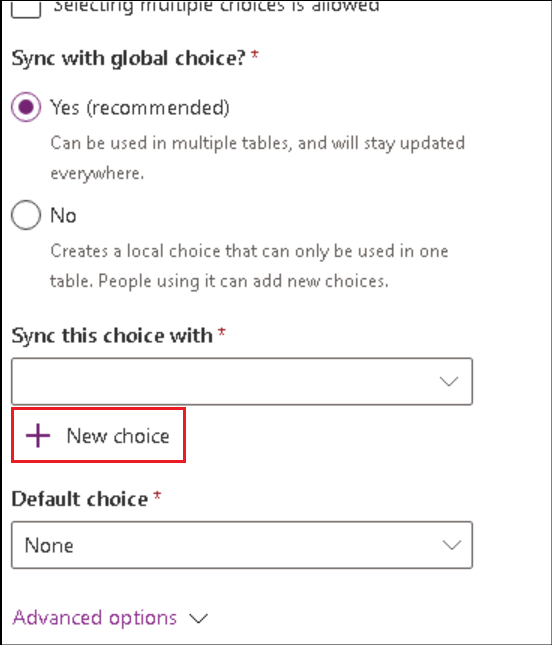 Selecting multiple choices is allowed
Sync with global choice? *
Yes (recommended)
Can be used in multiple tables, and will stay updated
everywhere.
No
Creates a local choice that can only be used in one
table. People using it can add new choices.
Sync this choice with *
New choice
Default choice *
None
Advanced options